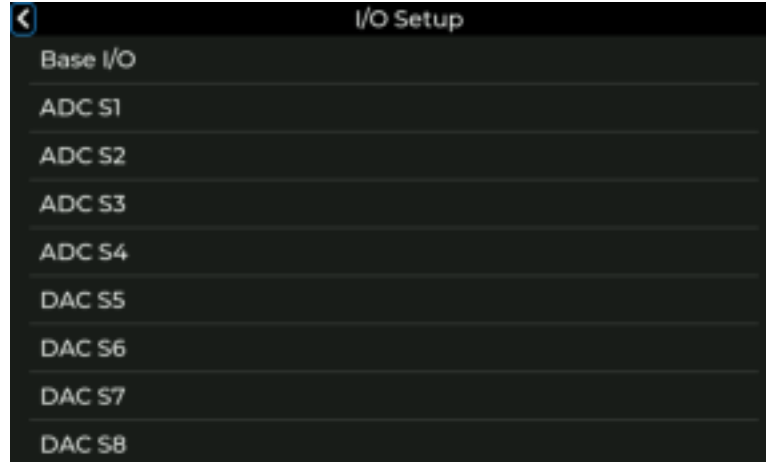 I/O Setup
Base I/O
ADC S1
ADC S2
ADC S3
ADC S4
DAC S5
DAC S6
DAC S7
DAC S8